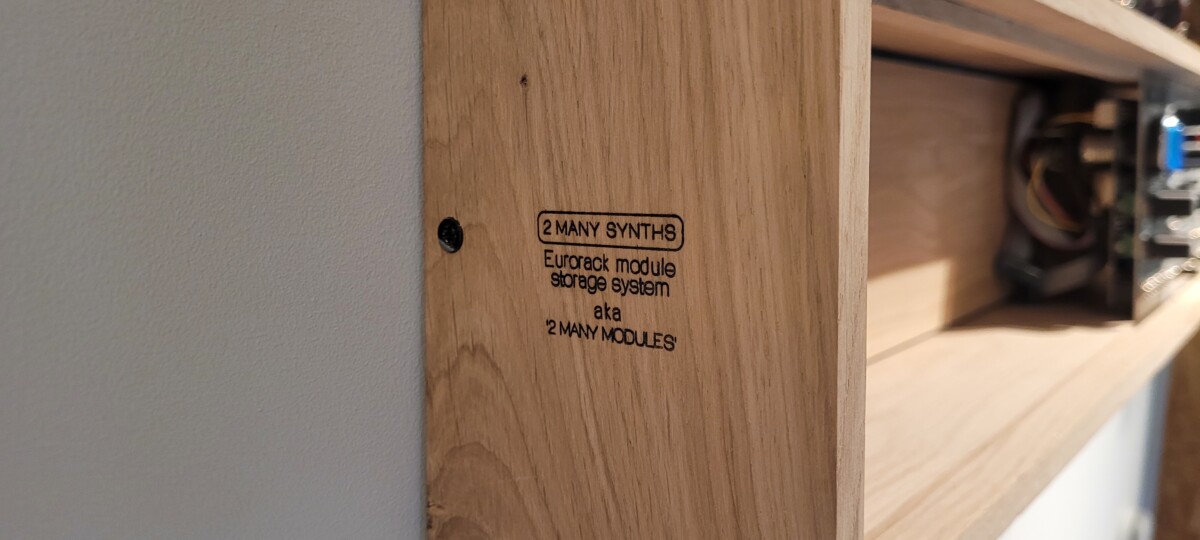 2 MANY SYNTHS
Eurorack module
storage system
aka
'2 MANY MODULES'